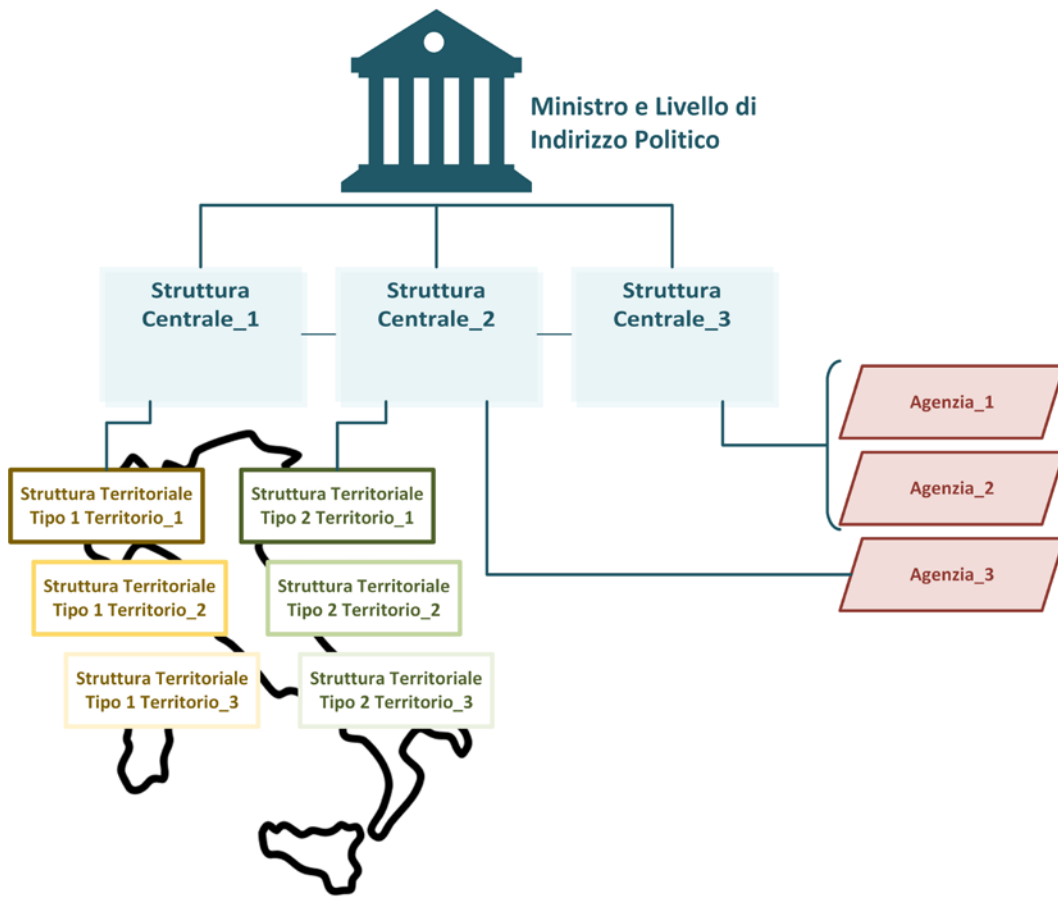 Ministro e Livello di
Indirizzo Politico
Struttura
Centrale_1
Struttura
Centrale_2
Struttura
Centrale_3
Agenzia_1
Agenzia_2
Agenzia_3
Struttura Territoriale
Tipo 1 Territorio_1
Struttura Territoriale
Tipo 2 Territorio_1
Struttura Territoriale
Tipo 1 Territorio_2
Struttura Territoriale
Tipo 2 Territorio_2
Struttura Territoriale
Tipo 1 Territorio_3
Struttura Territoriale
Tipo 2 Territorio_3